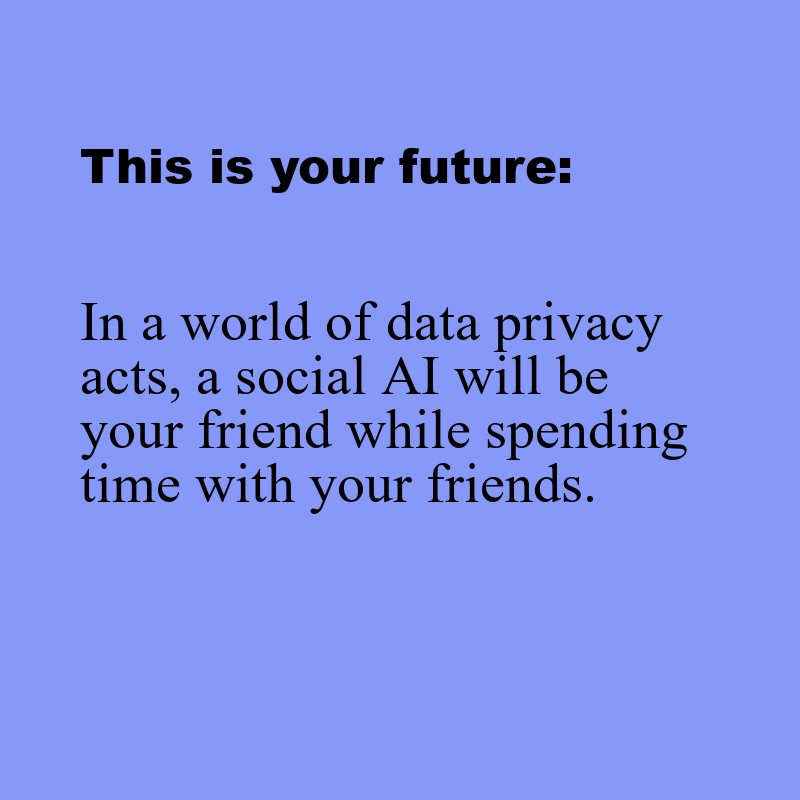 This is your future:
In a world of data privacy
acts, a social AI will be
your friend while spending
time with your friends.